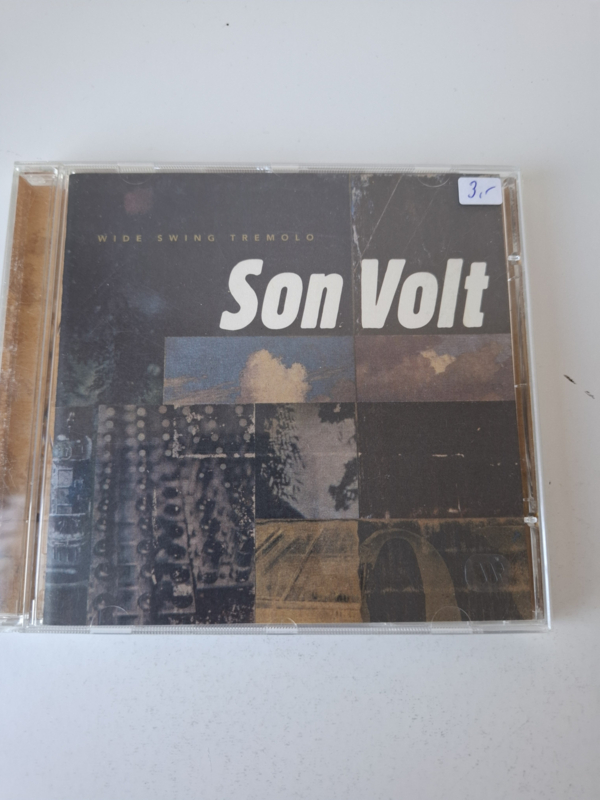 3,-
WIDE SWING TREMOLO
Son Volt